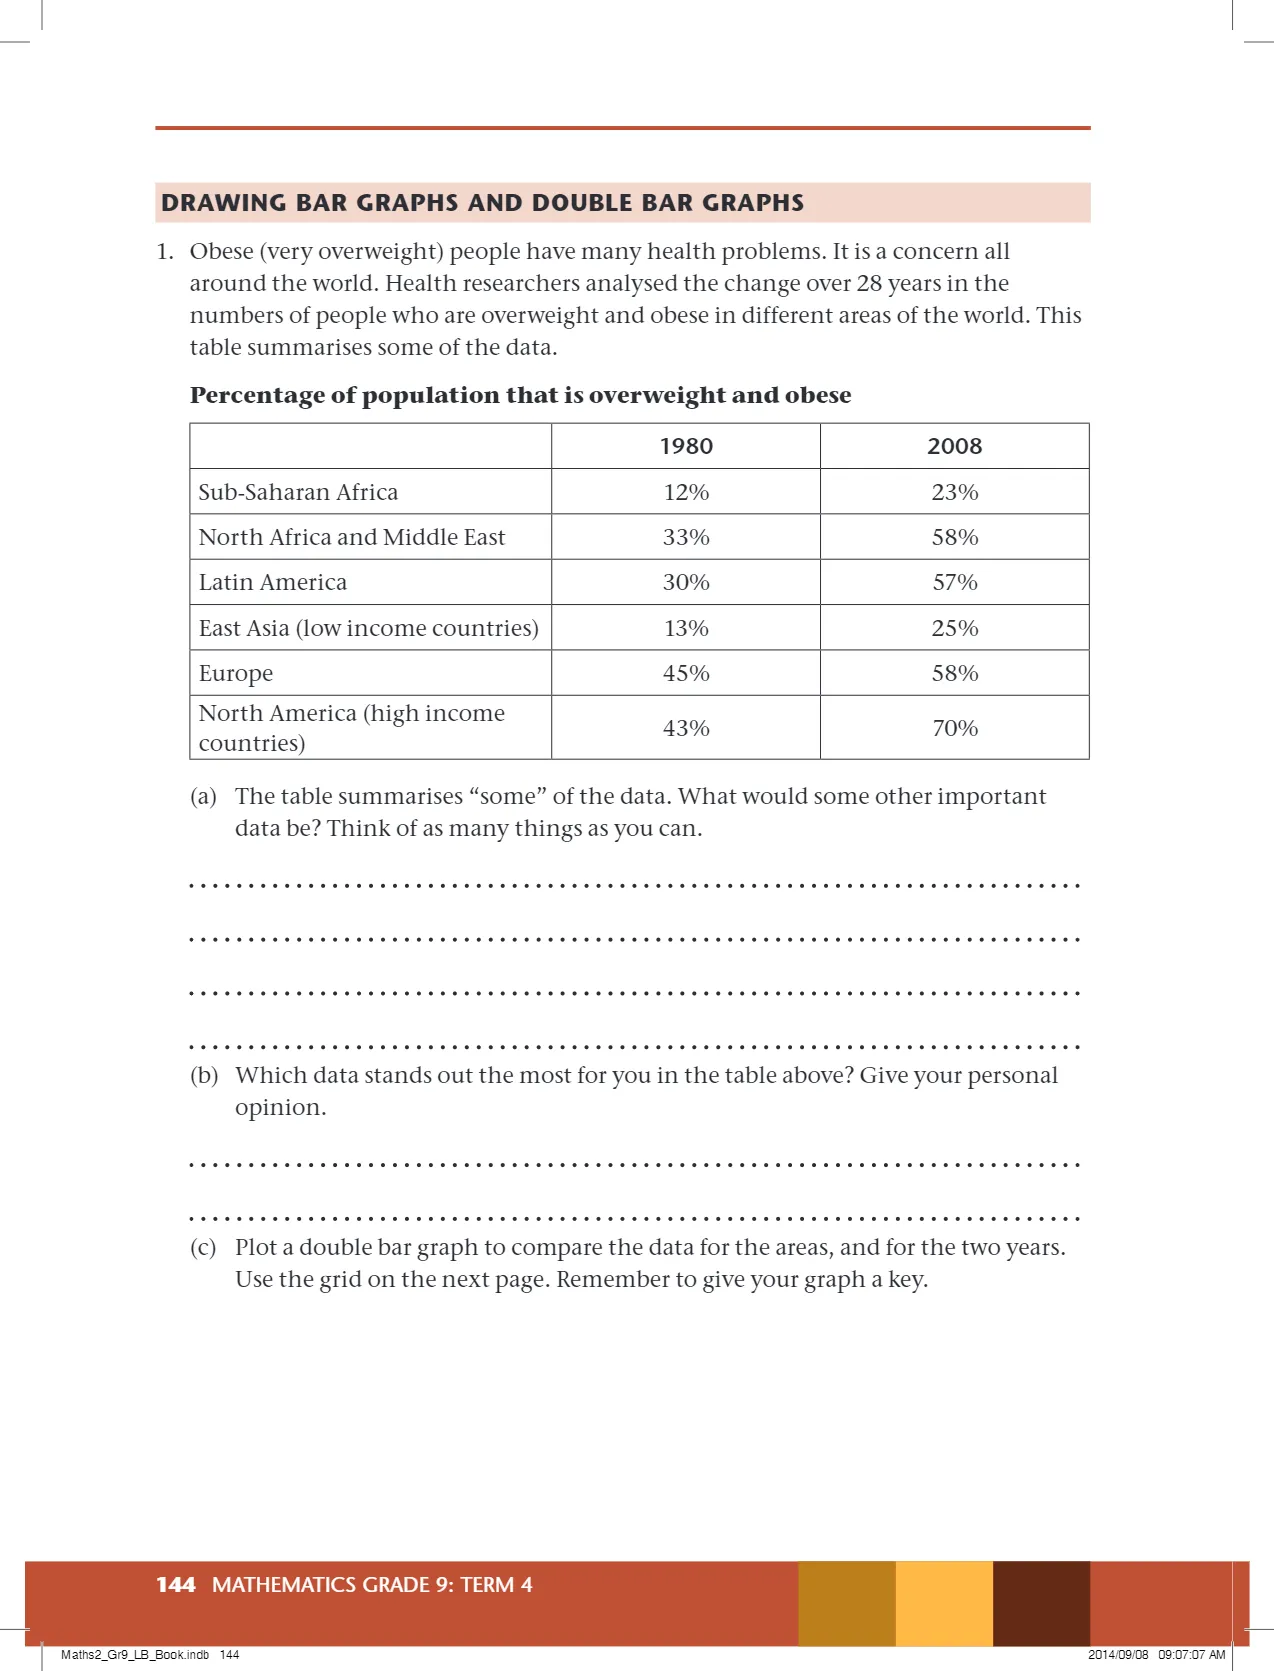 DRAWING BAR GRAPHS AND DOUBLE BAR GRAPHS
1. Obese (very overweight) people have many health problems. It is a concern all
around the world. Health researchers analysed the change over 28 years in the
numbers of people who are overweight and obese in different areas of the world. This
table summarises some of the data.
Percentage of population that is overweight and obese
1980 2008
Sub-Saharan Africa 12% 23%
North Africa and Middle East 33% 58%
Latin America 30% 57%
East Asia (low income countries) 13% 25%
Europe 45% 58%
North America (high income
countries) 43% 70%
(a) The table summarises “some” of the data. What would some other important
data be? Think of as many things as you can.
(b) Which data stands out the most for you in the table above? Give your personal
opinion.
(c) Plot a double bar graph to compare the data for the areas, and for the two years.
Use the grid on the next page. Remember to give your graph a key.
144 MATHEMATICS GRADE 9: TERM 4
Maths2_Gr9_LB_Book.indb 144 2014/09/08 09:07:07 AM